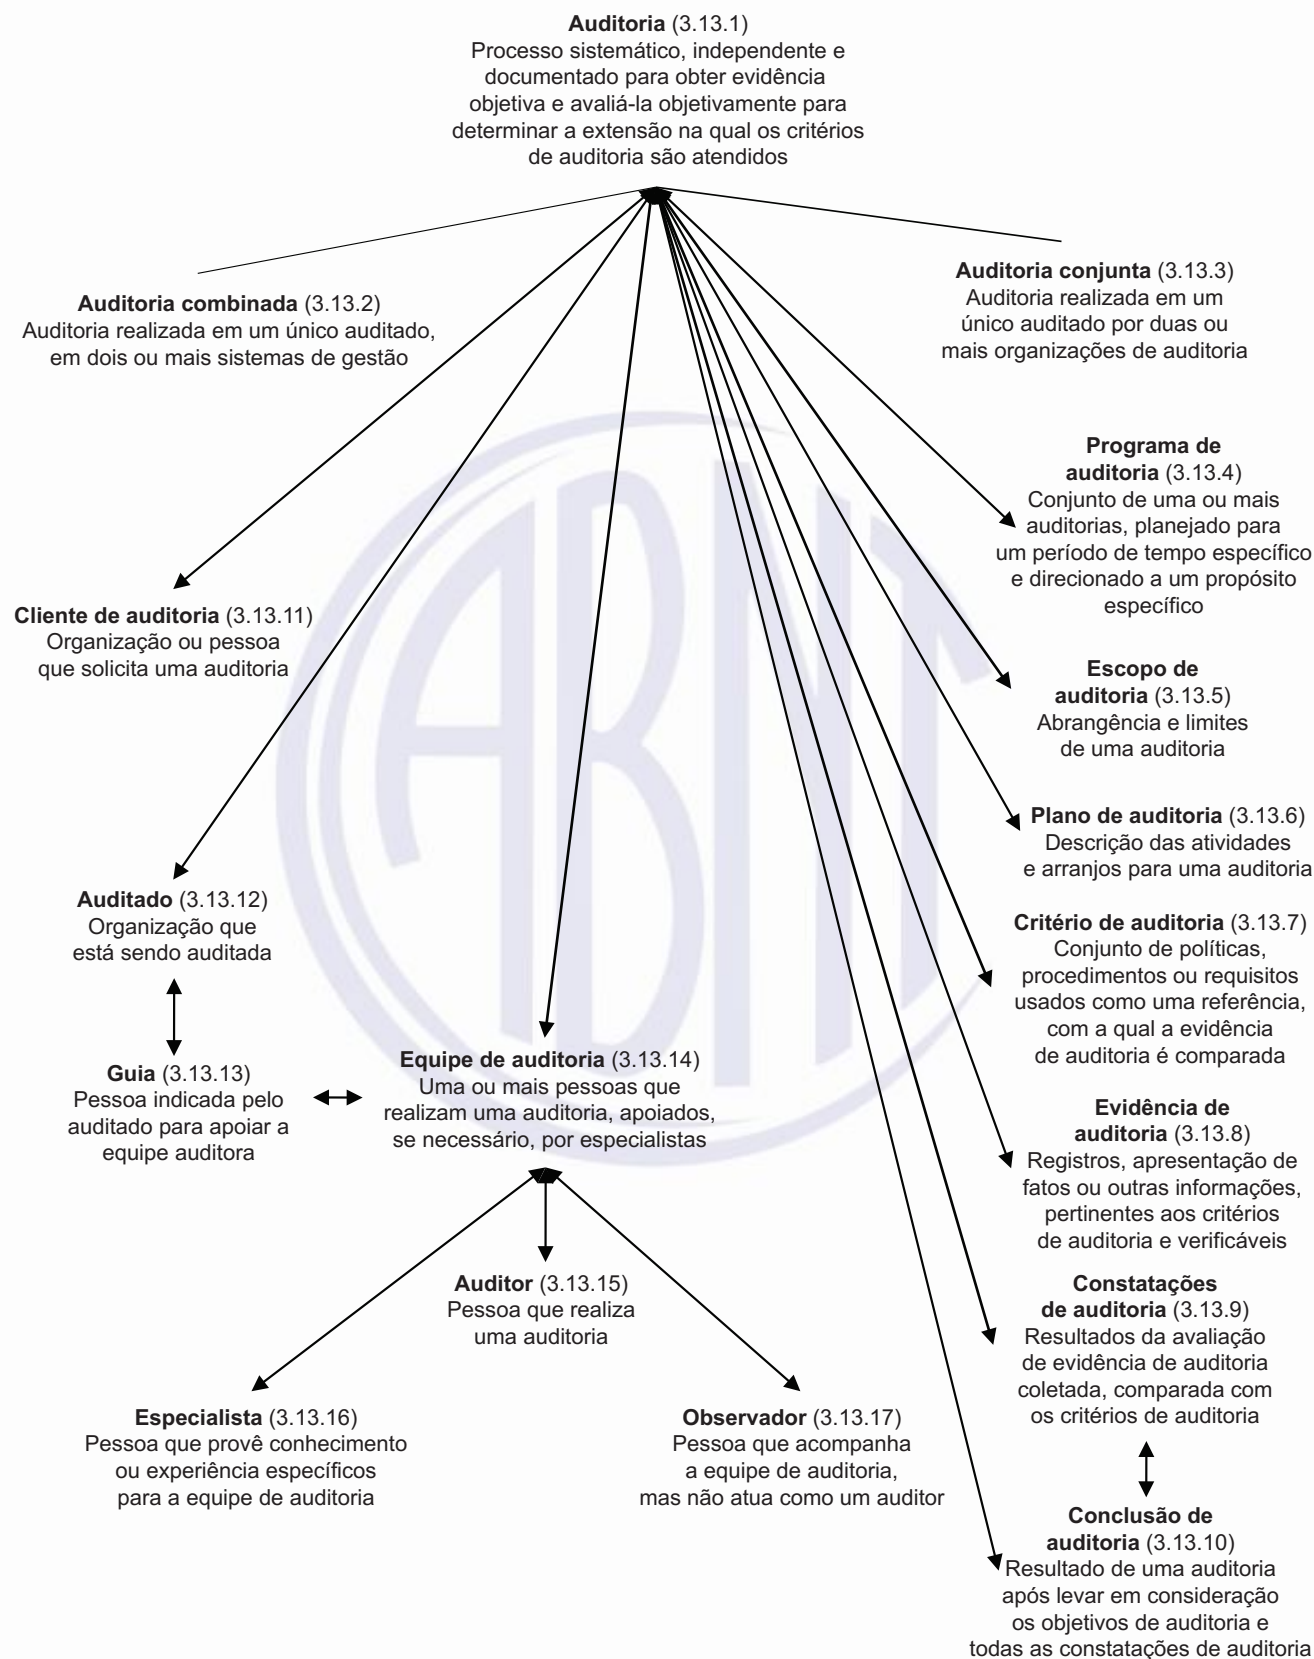 Auditoria (3.13.1)
Processo sistemático, independente e
documentado para obter evidência
objetiva e avaliá-la objetivamente para
determinar a extensão na qual os critérios
de auditoria são atendidos
Auditoria combinada (3.13.2)
Auditoria realizada em um único auditado,
em dois ou mais sistemas de gestão
Auditoria conjunta (3.13.3)
Auditoria realizada em um
único auditado por duas ou
mais organizações de auditoria
Programa de
auditoria (3.13.4)
Conjunto de uma ou mais
auditorias, planejado para
um período de tempo específico
e direcionado a um propósito
específico
Cliente de auditoria (3.13.11)
Organização ou pessoa
que solicita uma auditoria
Escopo de
auditoria (3.13.5)
Abrangência e limites
de uma auditoria
Plano de auditoria (3.13.6)
Descrição das atividades
e arranjos para uma auditoria
Auditado (3.13.12)
Organização que
está sendo auditada
Critério de auditoria (3.13.7)
Conjunto de políticas,
procedimentos ou requisitos
usados como uma referência,
com a qual a evidência
de auditoria é comparada
Guia (3.13.13)
Pessoa indicada pelo
auditado para apoiar a
equipe auditora
Equipe de auditoria (3.13.14)
Uma ou mais pessoas que
realizam uma auditoria, apoiados,
se necessário, por especialistas
Evidência de
auditoria (3.13.8)
Registros, apresentação de
fatos ou outras informações,
pertinentes aos critérios
de auditoria e verificáveis
Auditor (3.13.15)
Pessoa que realiza
uma auditoria
Constatações
de auditoria (3.13.9)
Resultados da avaliação
de evidência de auditoria
coletada, comparada com
os critérios de auditoria
Especialista (3.13.16)
Pessoa que provê conhecimento
ou experiência específicos
para a equipe de auditoria
Observador (3.13.17)
Pessoa que acompanha
a equipe de auditoria,
mas não atua como um auditor
Conclusão de
auditoria (3.13.10)
Resultado de uma auditoria
após levar em consideração
os objetivos de auditoria e
todas as constatações de auditoria
ABNT